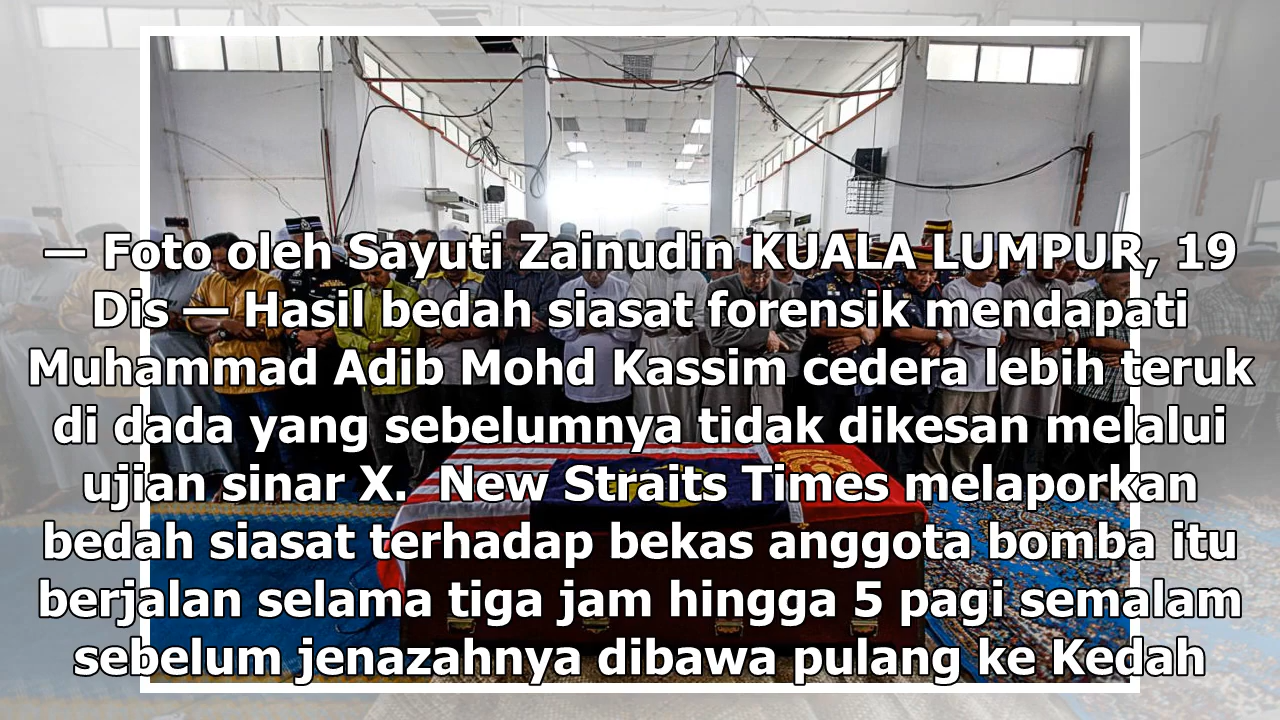 — Foto oleh Sayuti Zainudin KUALA LUMPUR, 19
Dis — Hasil bedah siasat forensik mendapati
Muhammad Adib Mohd Kassim cedera lebih teruk
di dada yang sebelumnya tidak dikesan melalui
ujian sinar X.  New Straits Times melaporkan
bedah siasat terhadap bekas anggota bomba itu
berjalan selama tiga jam hingga 5 pagi semalam
sebelum jenazahnya dibawa pulang ke Kedah